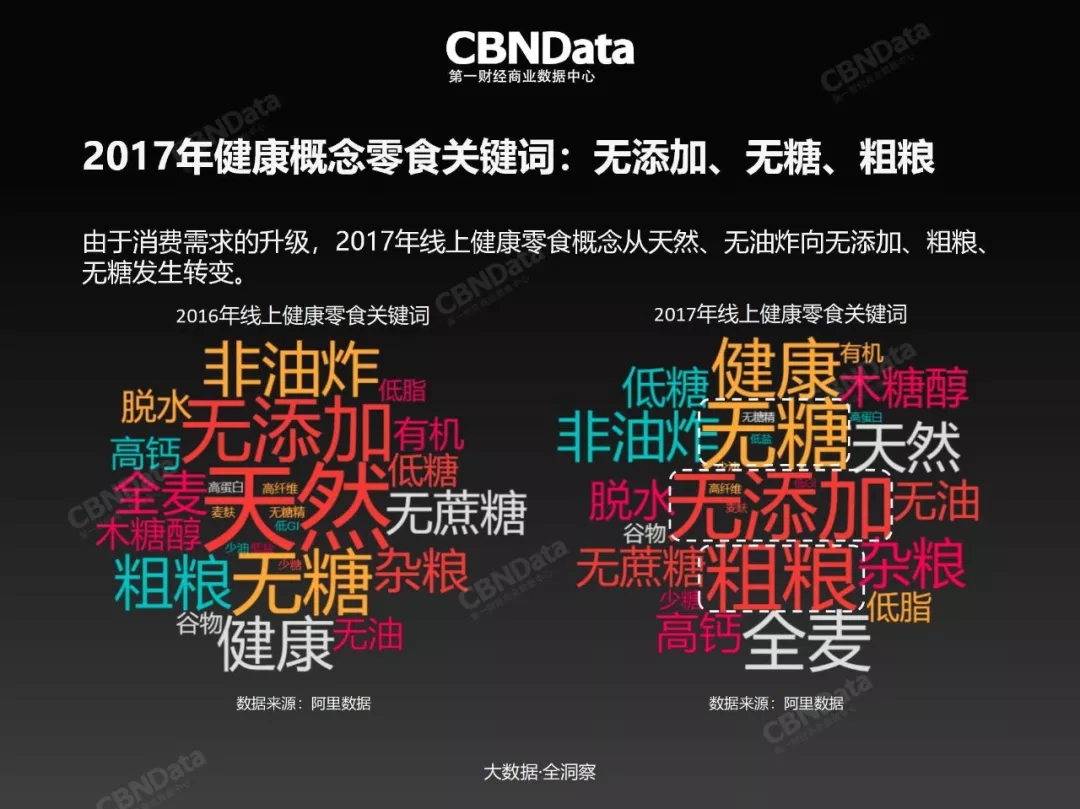 CBNData
第一财经商业数据中心
2017年健康概念零食关键词：无添加、无糖、粗粮
由于消费需求的升级，2017年线上健康零食概念从天然、无油炸向无添加、粗粮、
无糖发生转变。
2016年线上健康零食关键词
非油炸
低脂
脱水
无添加
有机
高钙
低糖
全麦
高蛋白
高纤维
天然
无蔗糖
麦麸
无糖精
低GI
木糖醇
少油
低盐
少糖
粗粮
无糖
杂粮
谷物
健康
无油
数据来源：阿里数据
2017年线上健康零食关键词
健康
有机
低糖
木糖醇
无糖精
高蛋白
非油炸
无糖
低盐
天然
少油
脱水
高纤维
低GI
麦麸
无添加
无油
谷物
无蔗糖
粗粮
杂粮
少糖
低脂
高钙
全麦
数据来源：阿里数据
大数据·全洞察